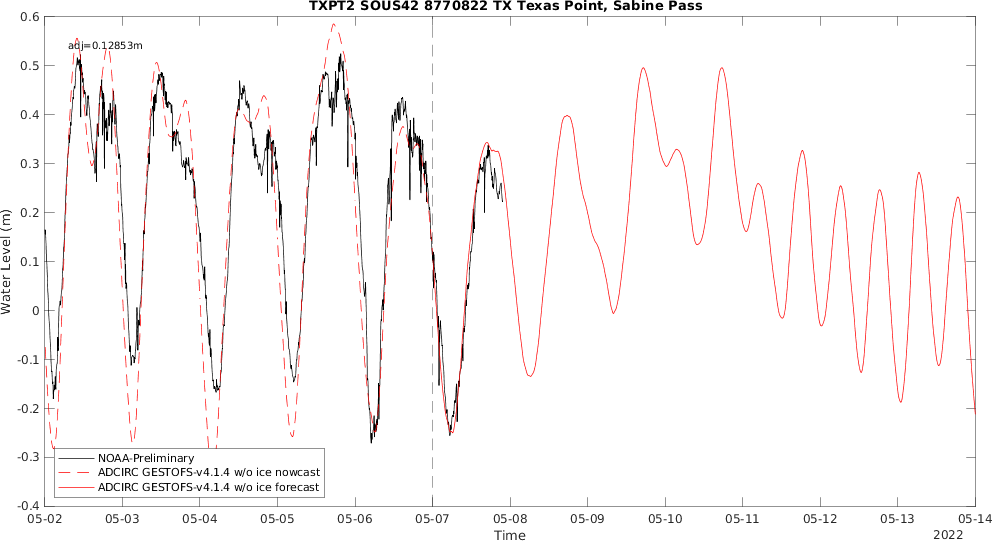 TXPT2 SOUS42 8770822 TX Texas Point, Sabine Pass
adj=0.12853m
0.6
0.5
0.4
0.3
0.2
0.1
0
-0.1
-0.2
-0.3
-0.4
Water Level (m)
NOAA-Preliminary
ADCIRC GESTOFS-v4.1.4 w/o ice nowcast
ADCIRC GESTOFS-v4.1.4 w/o ice forecast
05-02 05-03 05-04 05-05 05-06 05-07 05-08 05-09 05-10 05-11 05-12 05-13 05-14
Time
2022